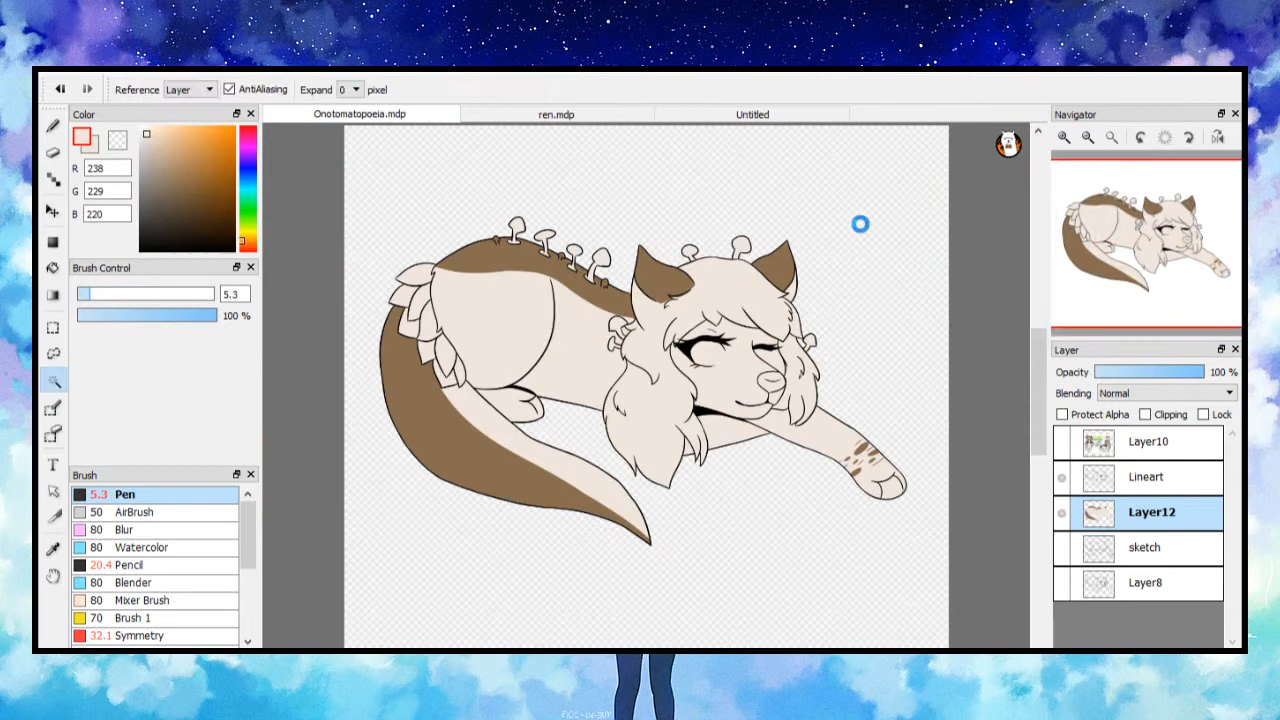 Reference Layer AntiAliasing Expand 0 pixel
Color
Onotomatopoeia.mdp ren.mdp Untitled
Navigator
R 238
G 229
B 220
Brush Control
5.3
100 %
Layer
Opacity 100 %
Blending Normal
Protect Alpha Clipping Lock
Layer10
Lineart
Layer12
sketch
Layer8
Brush
5.3 Pen
50 AirBrush
80 Blur
80 Watercolor
20.4 Pencil
80 Blender
80 Mixer Brush
70 Brush 1
32.1 Symmetry